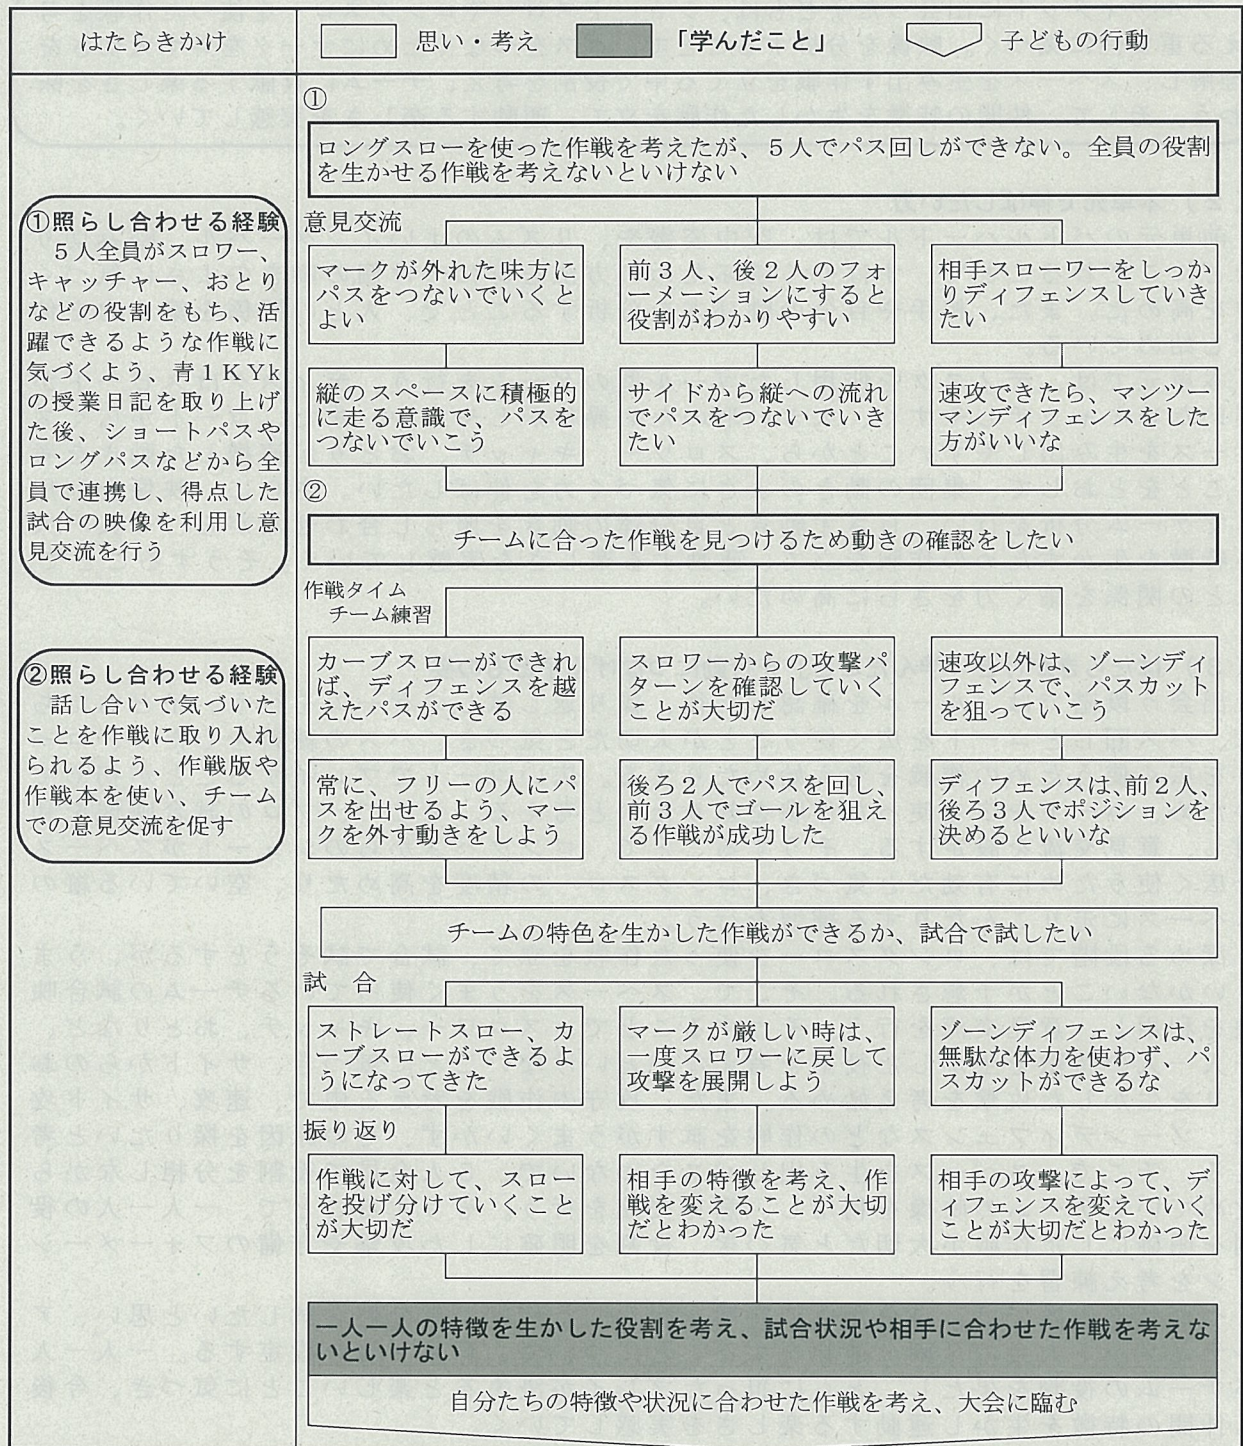 はたらきかけ
思い・考え
「学んだこと」
子どもの行動
①
ロングスローを使った作戦を考えたが、５人でパス回しができない。全員の役割
を生かせる作戦を考えないといけない
①照らし合わせる経験
５人全員がスロワー、
キャッチャー、おとり
などの役割をもち、活
躍できるような作戦に
気づくよう、青１ＫＹk
の授業日記を取り上げ
た後、ショートパスや
ロングパスなどから全
員で連携し、得点した
試合の映像を利用し意
見交流を行う
意見交流
マークが外れた味方に
パスをつないでいくと
よい
前３人、後２人のフォ
ーメーションにすると
役割がわかりやすい
相手スローワーをしっか
りディフェンスしていき
たい
縦のスペースに積極的
に走る意識で、パスを
つないでいこう
サイドから縦への流れ
でパスをつないでいき
たい
速攻できたら、マンツー
マンディフェンスをした
方がいいな
②
チームに合った作戦を見つけるため動きの確認をしたい
②照らし合わせる経験
話し合いで気づいた
ことを作戦に取り入れ
られるよう、作戦版や
作戦本を使い、チーム
での意見交流を促す
作戦タイム
チーム練習
カーブスローができれ
ば、ディフェンスを越
えたパスができる
スロワーからの攻撃パ
ターンを確認していく
ことが大切だ
速攻以外は、ゾーンディ
フェンスで、パスカット
を狙っていこう
常に、フリーの人にパ
スを出せるよう、マー
クを外す動きをしよう
後ろ２人でパスを回し、
前３人でゴールを狙え
る作戦が成功した
ディフェンスは、前２人、
後ろ３人でポジションを
決めるといいな
チームの特色を生かした作戦ができるか、試合で試したい
試　合
ストレートスロー、カ
ーブスローができるよ
うになってきた
マークが厳しい時は、
一度スロワーに戻して
攻撃を展開しよう
ゾーンディフェンスは、
無駄な体力を使わず、パ
スカットができるな
振り返り
作戦に対して、スロー
を投げ分けていくこと
が大切だ
相手の特徴を考え、作
戦を変えることが大切
だとわかった
相手の攻撃によって、デ
ィフェンスを変えていく
ことが大切だとわかった
一人一人の特徴を生かした役割を考え、試合状況や相手に合わせた作戦を考えな
いといけない
自分たちの特徴や状況に合わせた作戦を考え、大会に臨む